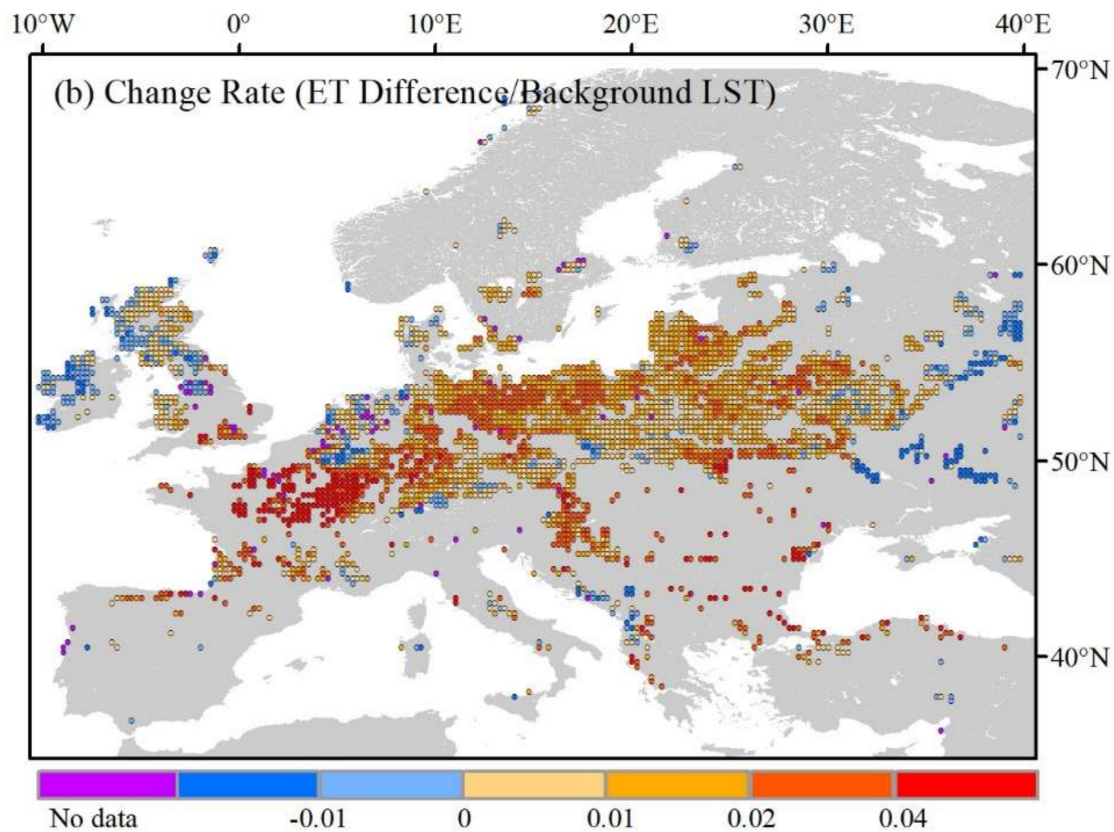 10°W 0° 10°E 20°E 30°E 40°E
(b) Change Rate (ET Difference/Background LST)
70°N
60°N
50°N
40°N
No data -0.01 0 0.01 0.02 0.04